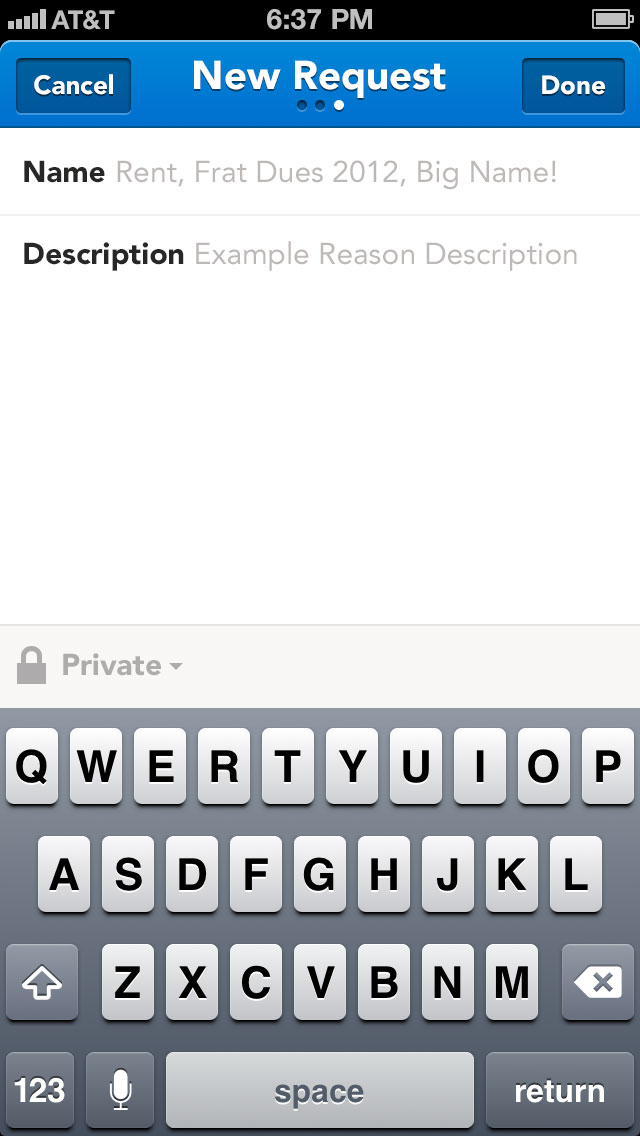 AT&T 6:37 PM
Cancel New Request Done
Name Rent, Frat Dues 2012, Big Name!
Description Example Reason Description
Private
Q W E R T Y U I O P
A S D F G H J K L
Z X C V B N M
123 space return